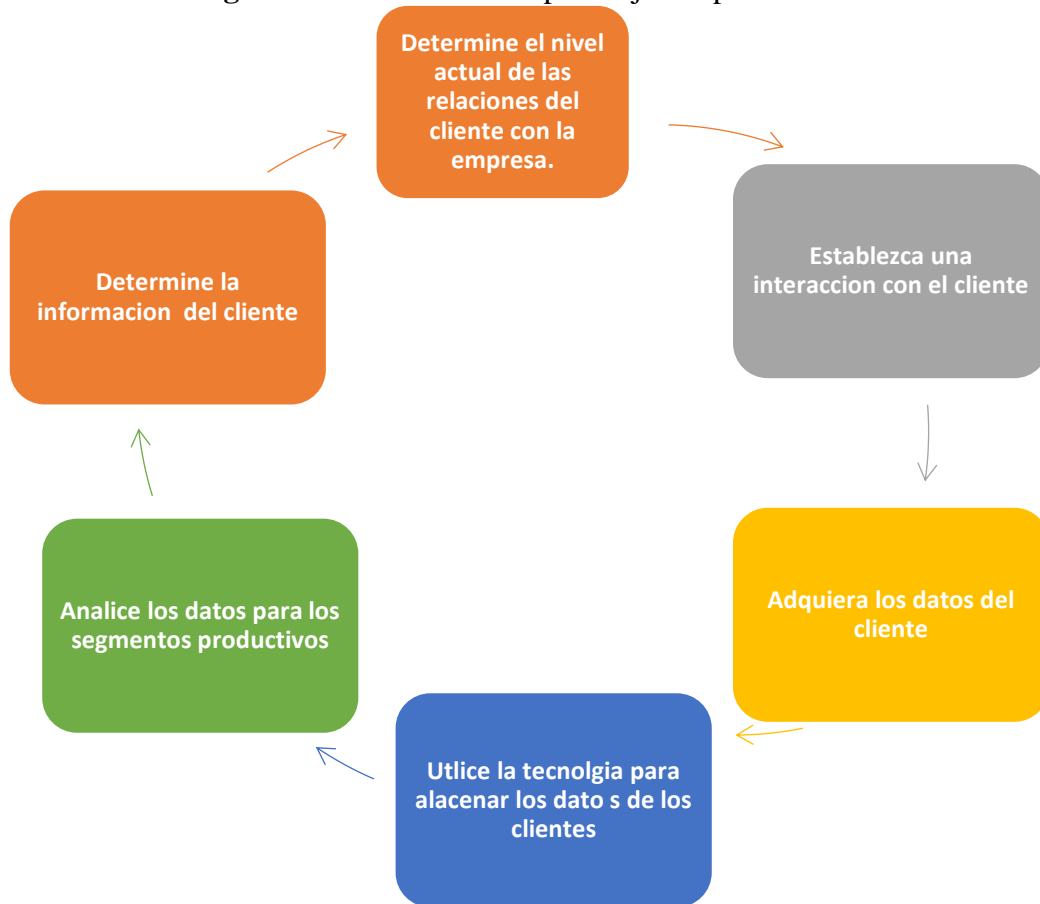 Determine el nivel
actual de las
relaciones del
cliente con la
empresa.
Establezca una
interaccion con el cliente
Adquiera los datos del
cliente
Utlice la tecnolgia para
alacenar los dato s de los
clientes
Analice los datos para los
segmentos productivos
Determine la
informacion  del cliente